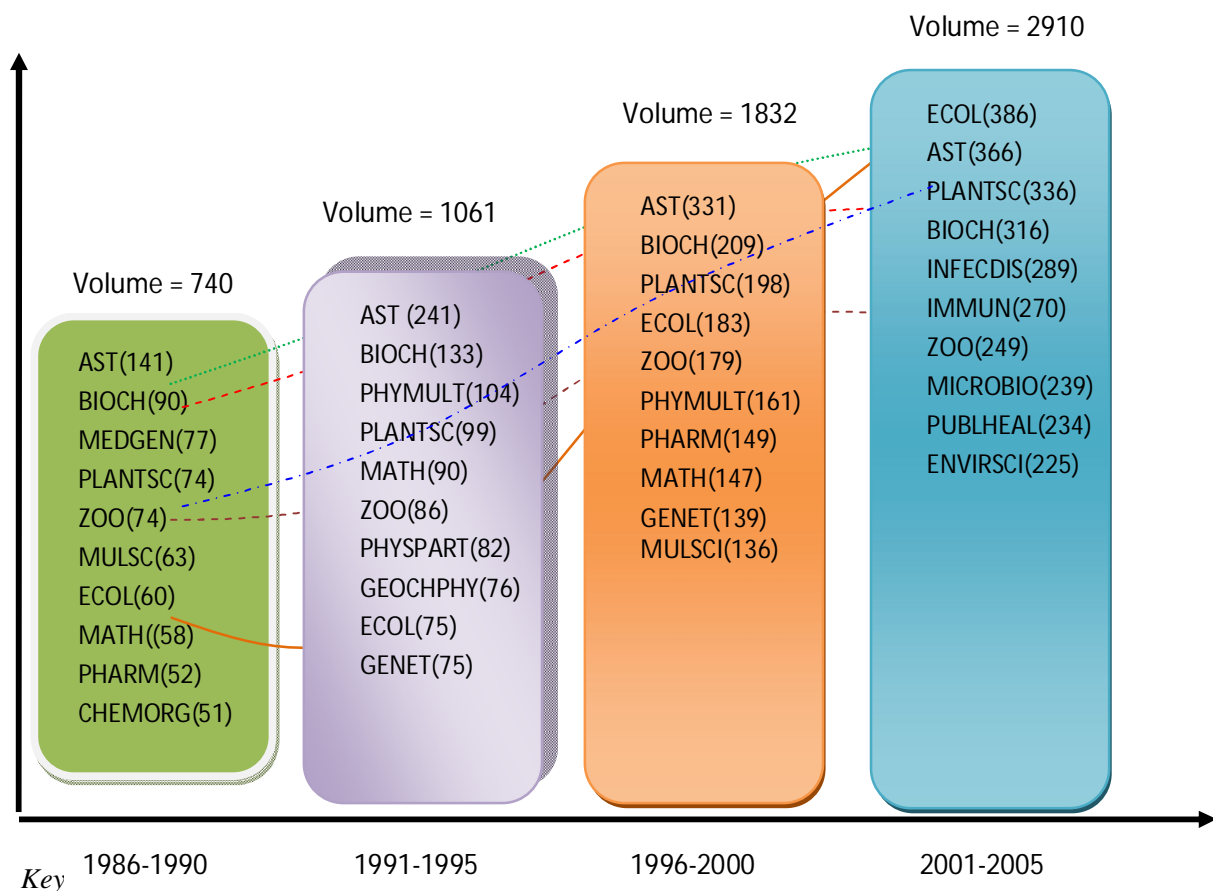 Volume = 740
AST(141)
BIOCH(90)
MEDGEN(77)
PLANTSC(74)
ZOO(74)
MULSC(63)
ECOL(60)
MATH((58)
PHARM(52)
CHEMORG(51)
Volume = 1061
AST (241)
BIOCH(133)
PHYMULT(104)
PLANTSC(99)
MATH(90)
ZOO(86)
PHYSPART(82)
GEOCHPHY(76)
ECOL(75)
GENET(75)
Volume = 1832
AST(331)
BIOCH(209)
PLANTSC(198)
ECOL(183)
ZOO(179)
PHYMULT(161)
PHARM(149)
MATH(147)
GENET(139)
MULSCI(136)
Volume = 2910
ECOL(386)
AST(366)
PLANTSC(336)
BIOCH(316)
INFECDIS(289)
IMMUN(270)
ZOO(249)
MICROBIO(239)
PUBLHEAL(234)
ENVIRSCI(225)
1986-1990 1991-1995 1996-2000 2001-2005
Key